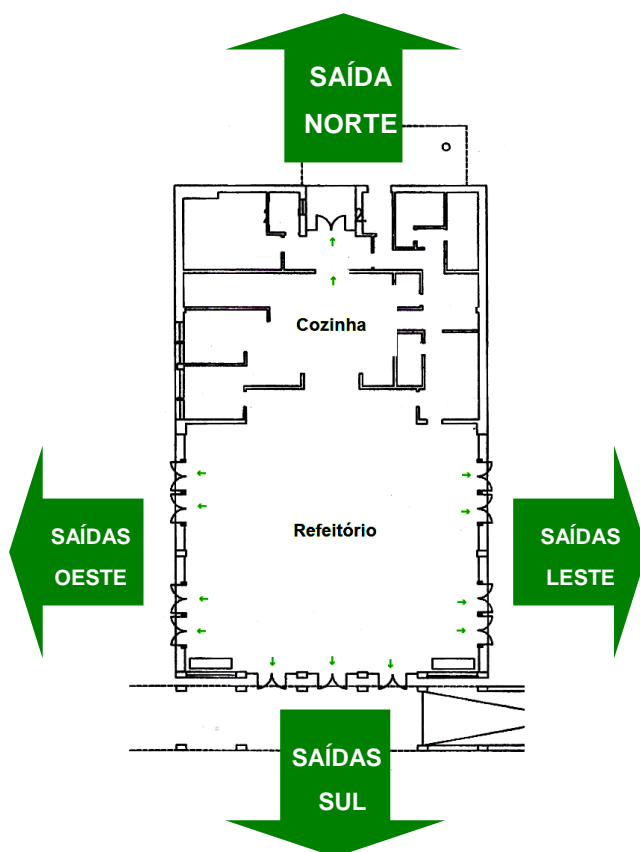 SAÍDA
NORTE
Cozinha
Refeitório
SAÍDAS
OESTE
SAÍDAS
LESTE
SAÍDAS
SUL